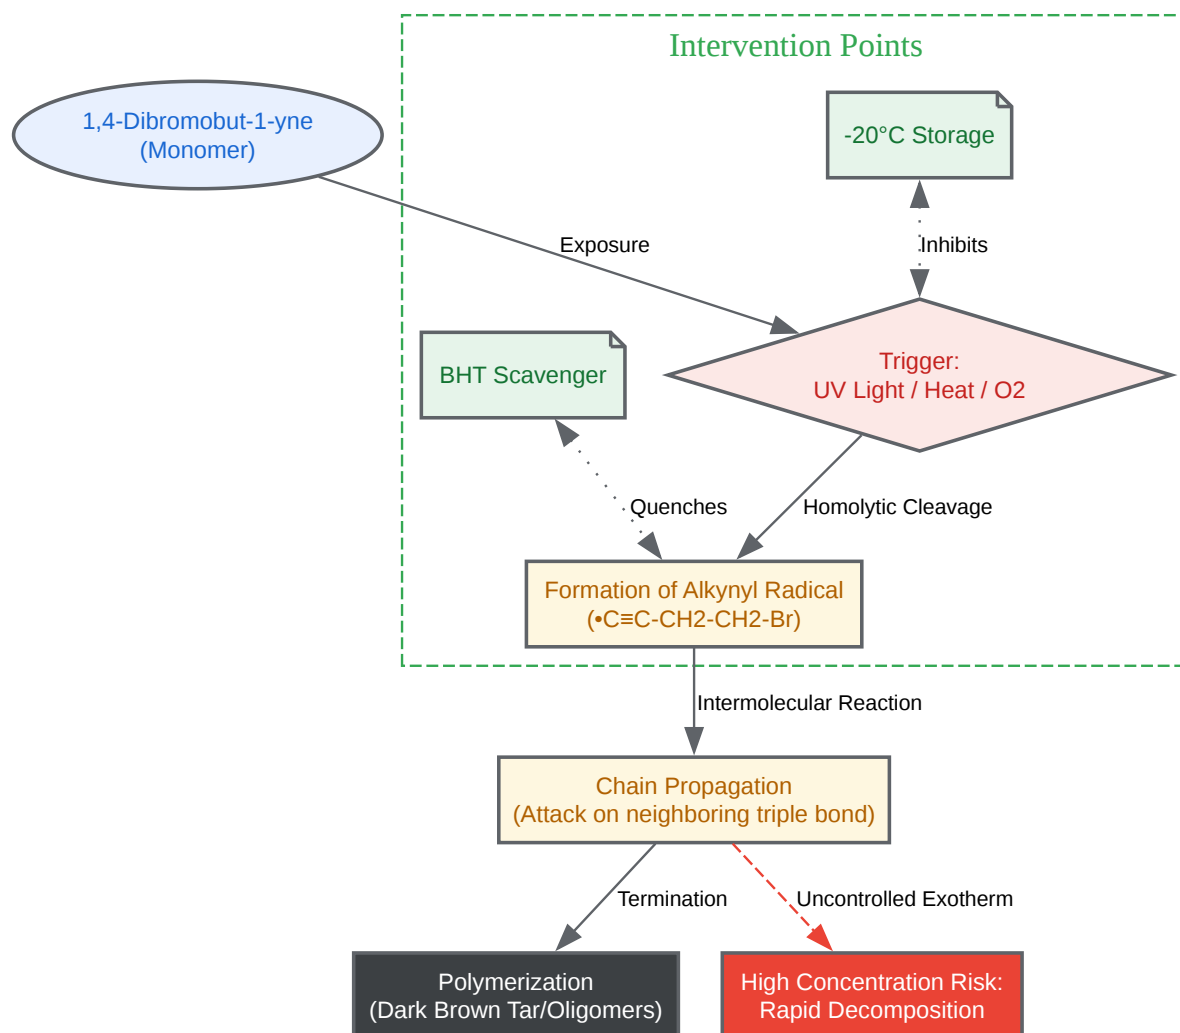 Intervention Points
1,4-Dibromobut-1-yne
(Monomer)
-20°C Storage
Exposure
Inhibits
BHT Scavenger
Trigger:
UV Light / Heat / O2
Quenches
Homolytic Cleavage
Formation of Alkynyl Radical
(•C≡C-CH2-CH2-Br)
Intermolecular Reaction
Chain Propagation
(Attack on neighboring triple bond)
Termination
Uncontrolled Exotherm
Polymerization
(Dark Brown Tar/Oligomers)
High Concentration Risk:
Rapid Decomposition